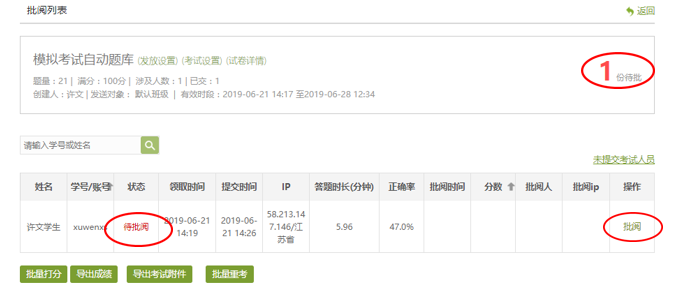 批阅列表
返回
模拟考试自动题库 (发放设置) (考试设置) (试卷详情)
题量：21 | 满分：100分 | 涉及人数：1 | 已交：1
创建人：许文 | 发送对象： 默认班级 | 有效时段：2019-06-21 14:17 至2019-06-28 12:34
1 份待批
请输入学号或姓名
未提交考试人员
姓名 学号/账号 状态 领取时间 提交时间 IP 答题时长(分钟) 正确率 批阅时间 分数 批阅人 批阅ip 操作
许文学生 xuwenxs 待批阅 2019-06-21 14:19 2019-06-21 14:26 58.213.147.146/江苏省 5.96 47.0% 批阅
批量打分 导出成绩 导出考试附件 批量重考